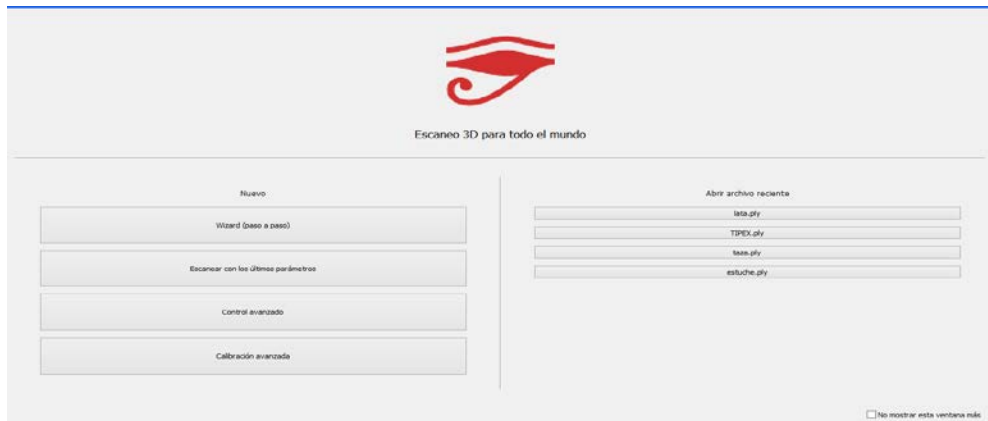 Escaneo 3D para todo el mundo
Nuevo
Wizard (paso a paso)
Escanear con los últimos parámetros
Control avanzado
Calibración avanzada
Abrir archivo reciente
lata.ply
TIPEX.ply
taza.ply
estuche.ply
No mostrar esta ventana más